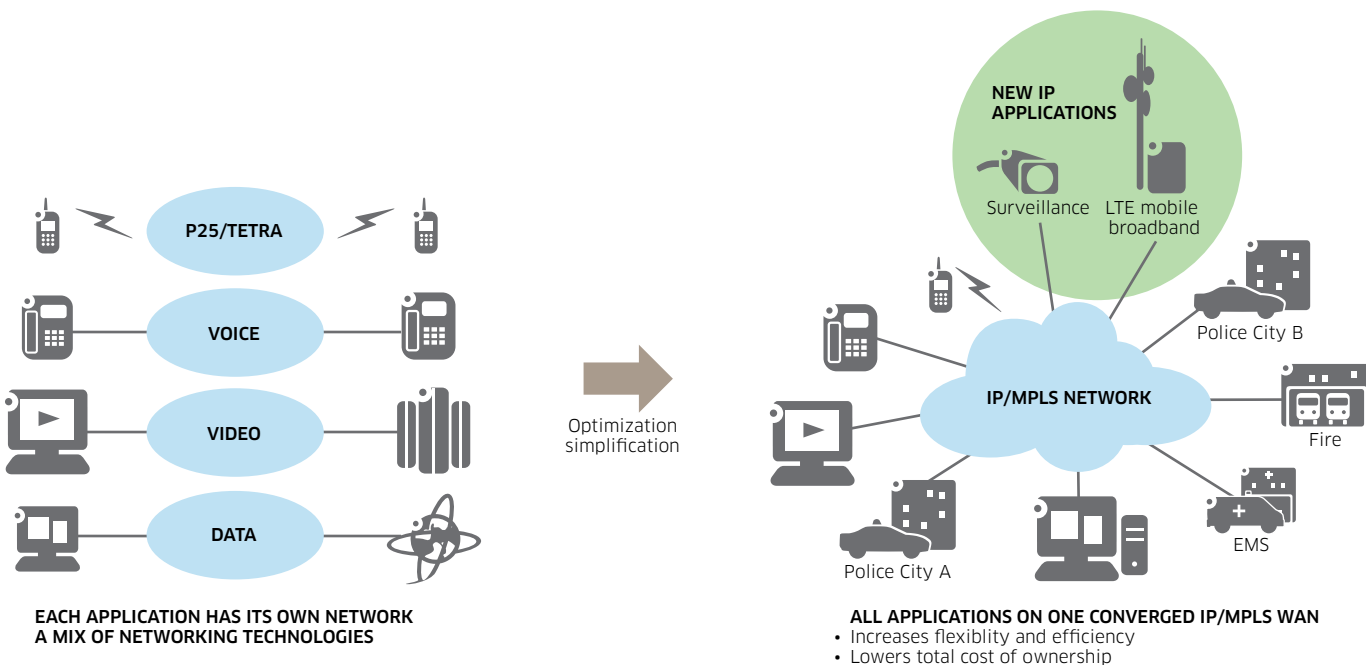 P25/TETRA
VOICE
VIDEO
DATA
EACH APPLICATION HAS ITS OWN NETWORK
A MIX OF NETWORKING TECHNOLOGIES
Optimization
simplification
NEW IP
APPLICATIONS
Surveillance
LTE mobile
broadband
Police City B
IP/MPLS NETWORK
Fire
EMS
Police City A
ALL APPLICATIONS ON ONE CONVERGED IP/MPLS WAN
• Increases flexiblity and efficiency
• Lowers total cost of ownership